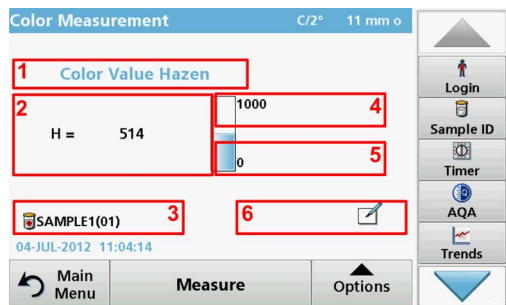 Color Measurement C/2° 11 mm o
1 Color Value Hazen
2 H = 514
1000 4
0 5
SAMPLE1(01) 3
6
04-JUL-2012 11:04:14
Main Menu
Measure
Options
Login
Sample ID
Timer
AQA
Trends